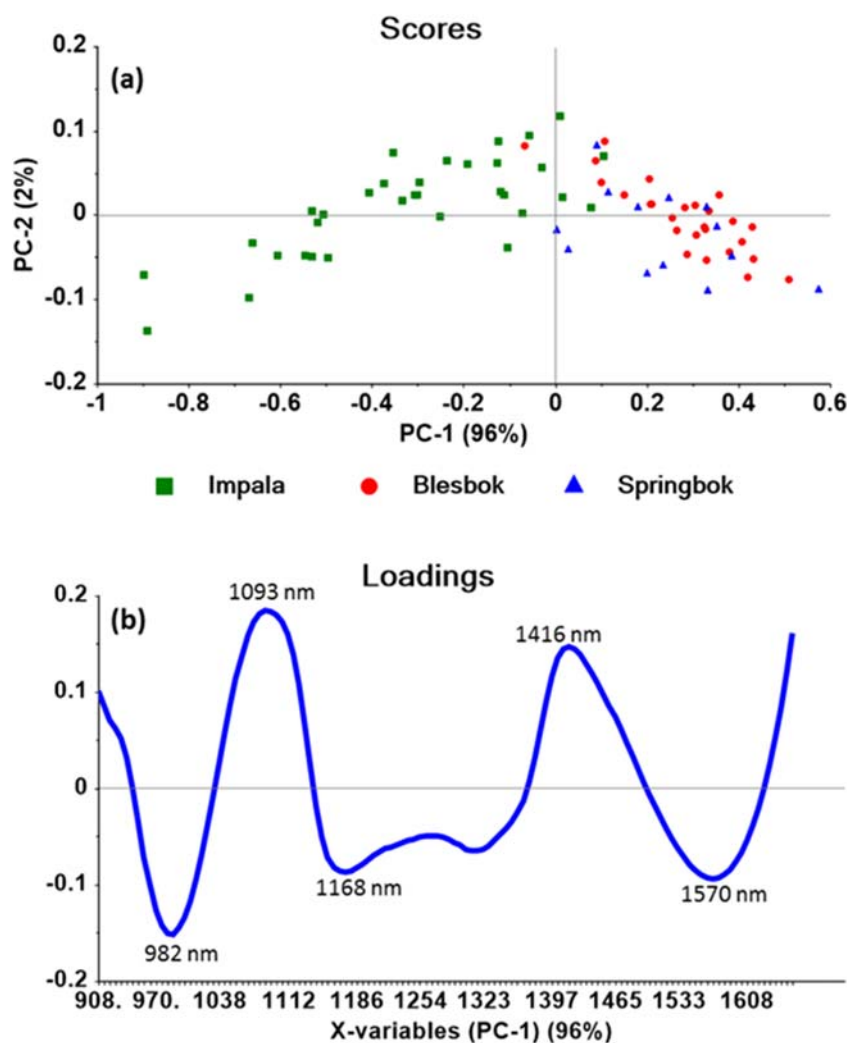 Scores
(a)
0.2
0.1
0
-0.1
-0.2
PC-2 (2%)
-1 -0.8 -0.6 -0.4 -0.2 0 0.2 0.4 0.6
PC-1 (96%)
Impala Blesbok Springbok
Loadings
(b)
0.2
0.1
0
-0.1
-0.2
1093 nm
1416 nm
1168 nm
1570 nm
982 nm
908. 970. 1038 1112 1186 1254 1323 1397 1465 1533 1608
X-variables (PC-1) (96%)